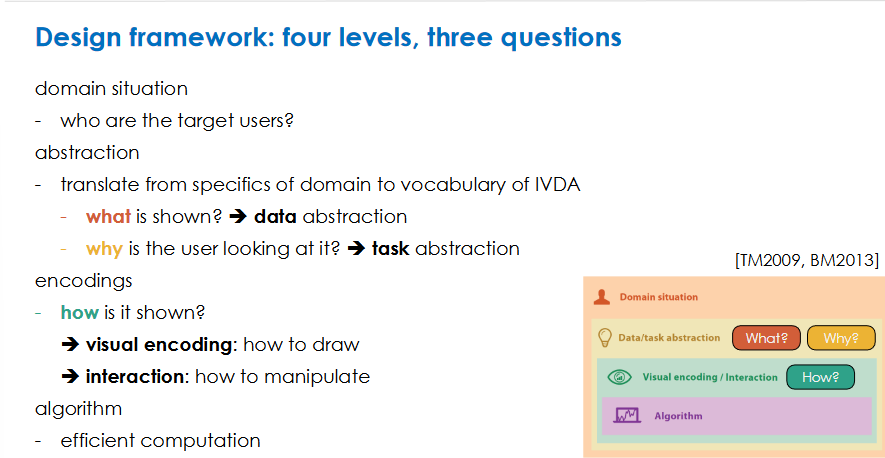 Design framework: four levels, three questions
domain situation
- who are the target users?
abstraction
- translate from specifics of domain to vocabulary of IVDA
- what is shown? ➔ data abstraction
- why is the user looking at it? ➔ task abstraction
[TM2009, BM2013]
encodings
- how is it shown?
➔ visual encoding: how to draw
➔ interaction: how to manipulate
algorithm
- efficient computation
Domain situation
Data/task abstraction What? Why?
Visual encoding / Interaction How?
Algorithm